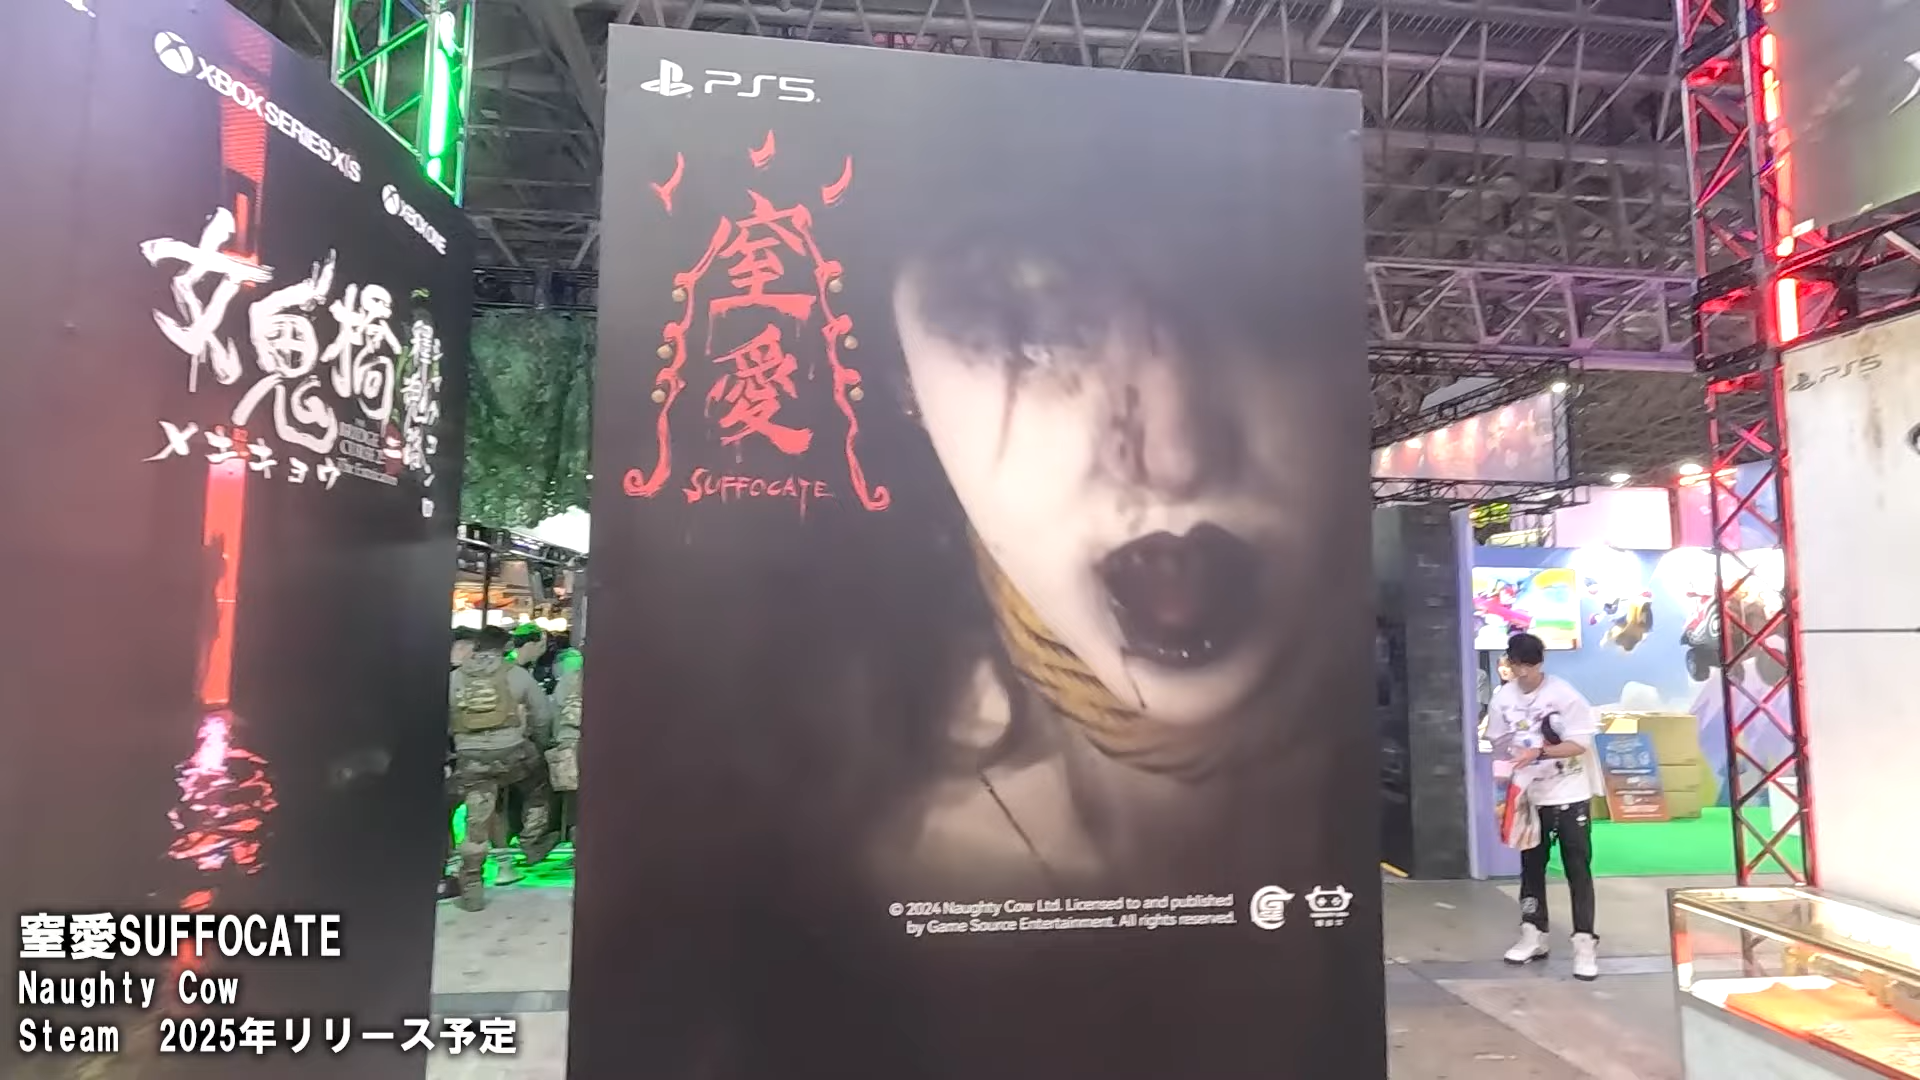 XBOX SERIES X|S
XBOX ONE
女鬼橋
メキキョウ
PS5
窒愛
SUFFOCATE
© 2024 Naughty Cow Ltd. Licensed to and published
by Game Source Entertainment. All rights reserved.
PS5
窒愛SUFFOCATE
Naughty Cow
Steam 2025年リリース予定